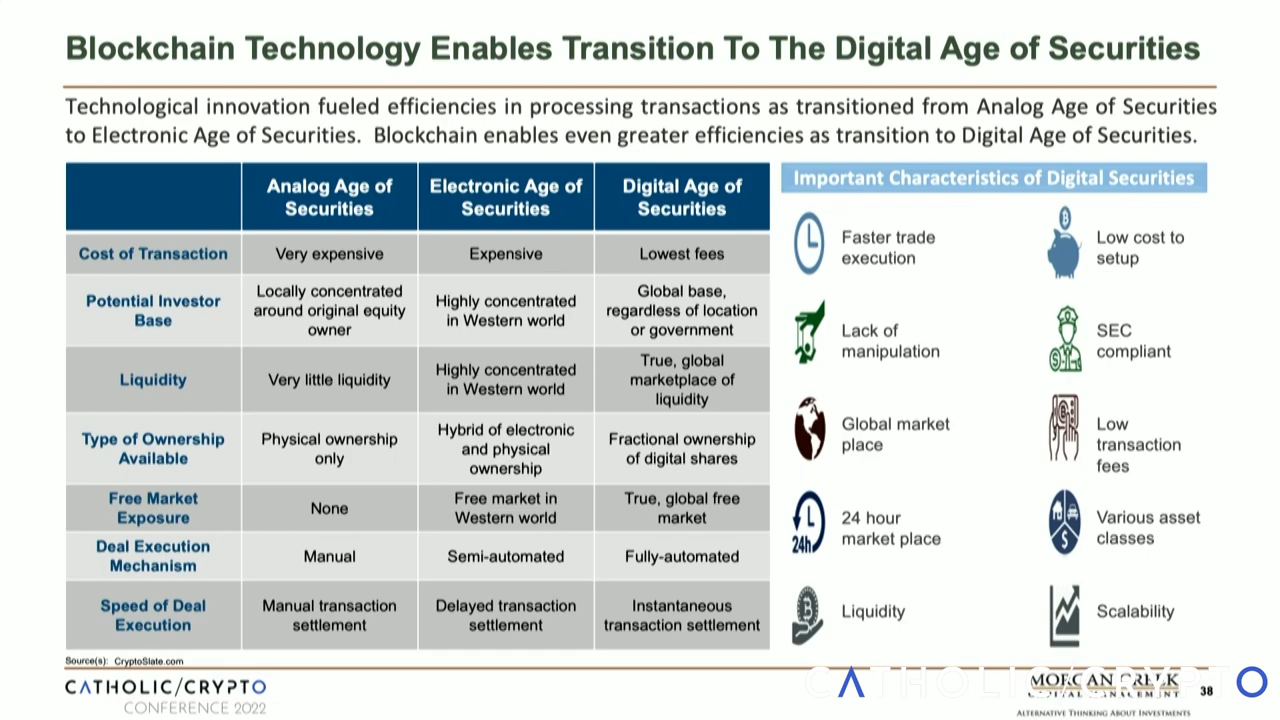 Blockchain Technology Enables Transition To The Digital Age of Securities
Technological innovation fueled efficiencies in processing transactions as transitioned from Analog Age of Securities
to Electronic Age of Securities.  Blockchain enables even greater efficiencies as transition to Digital Age of Securities.
Analog Age of
Securities
Electronic Age of
Securities
Digital Age of
Securities
Cost of Transaction
Very expensive
Expensive
Lowest fees
Potential Investor
Base
Locally concentrated
around original equity
owner
Highly concentrated
in Western world
Global base,
regardless of location
or government
Liquidity
Very little liquidity
Highly concentrated
in Western world
True, global
marketplace of
liquidity
Type of Ownership
Available
Physical ownership
only
Hybrid of electronic
and physical
ownership
Fractional ownership
of digital shares
Free Market
Exposure
None
Free market in
Western world
True, global free
market
Deal Execution
Mechanism
Manual
Semi-automated
Fully-automated
Speed of Deal
Execution
Manual transaction
settlement
Delayed transaction
settlement
Instantaneous
transaction settlement
Important Characteristics of Digital Securities
Faster trade
execution
Low cost to
setup
Lack of
manipulation
SEC
compliant
Global market
place
Low
transaction
fees
24h
24 hour
market place
$
Various asset
classes
Liquidity
Scalability
Source(s): CryptoSlate.com
CATHOLIC/CRYPTO
CONFERENCE 2022
CATHOLIC/CRYPTO
MORGAN CREEK
CAPITAL MANAGEMENT
ALTERNATIVE THINKING ABOUT INVESTMENTS
38